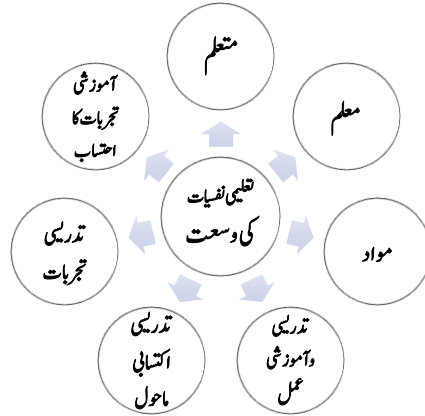 متعلم
معلم
مواد
تدریسی
وآموزشی
عمل
تدریسی
اکتسابی
ماحول
تدریسی
تجربات
آموزشی
تجربات کا
احتساب
تعلیمی نفسیات
کی وسعت